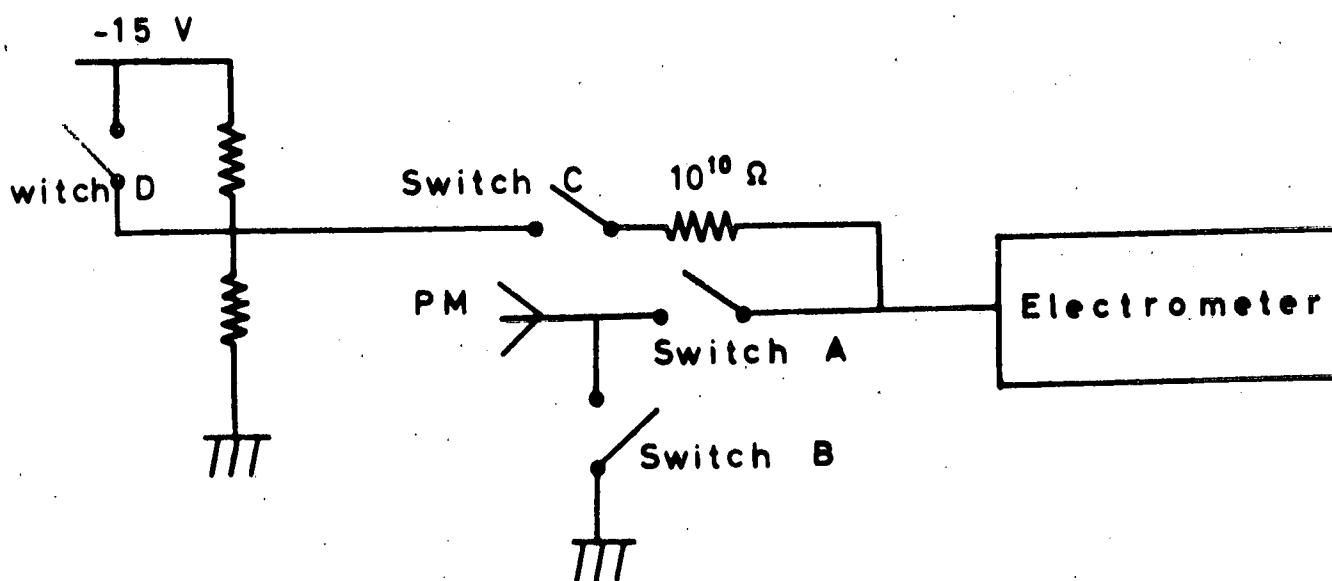 -15 V
witch D
Switch C
10¹⁰ Ω
PM
Switch A
Electrometer
Switch B